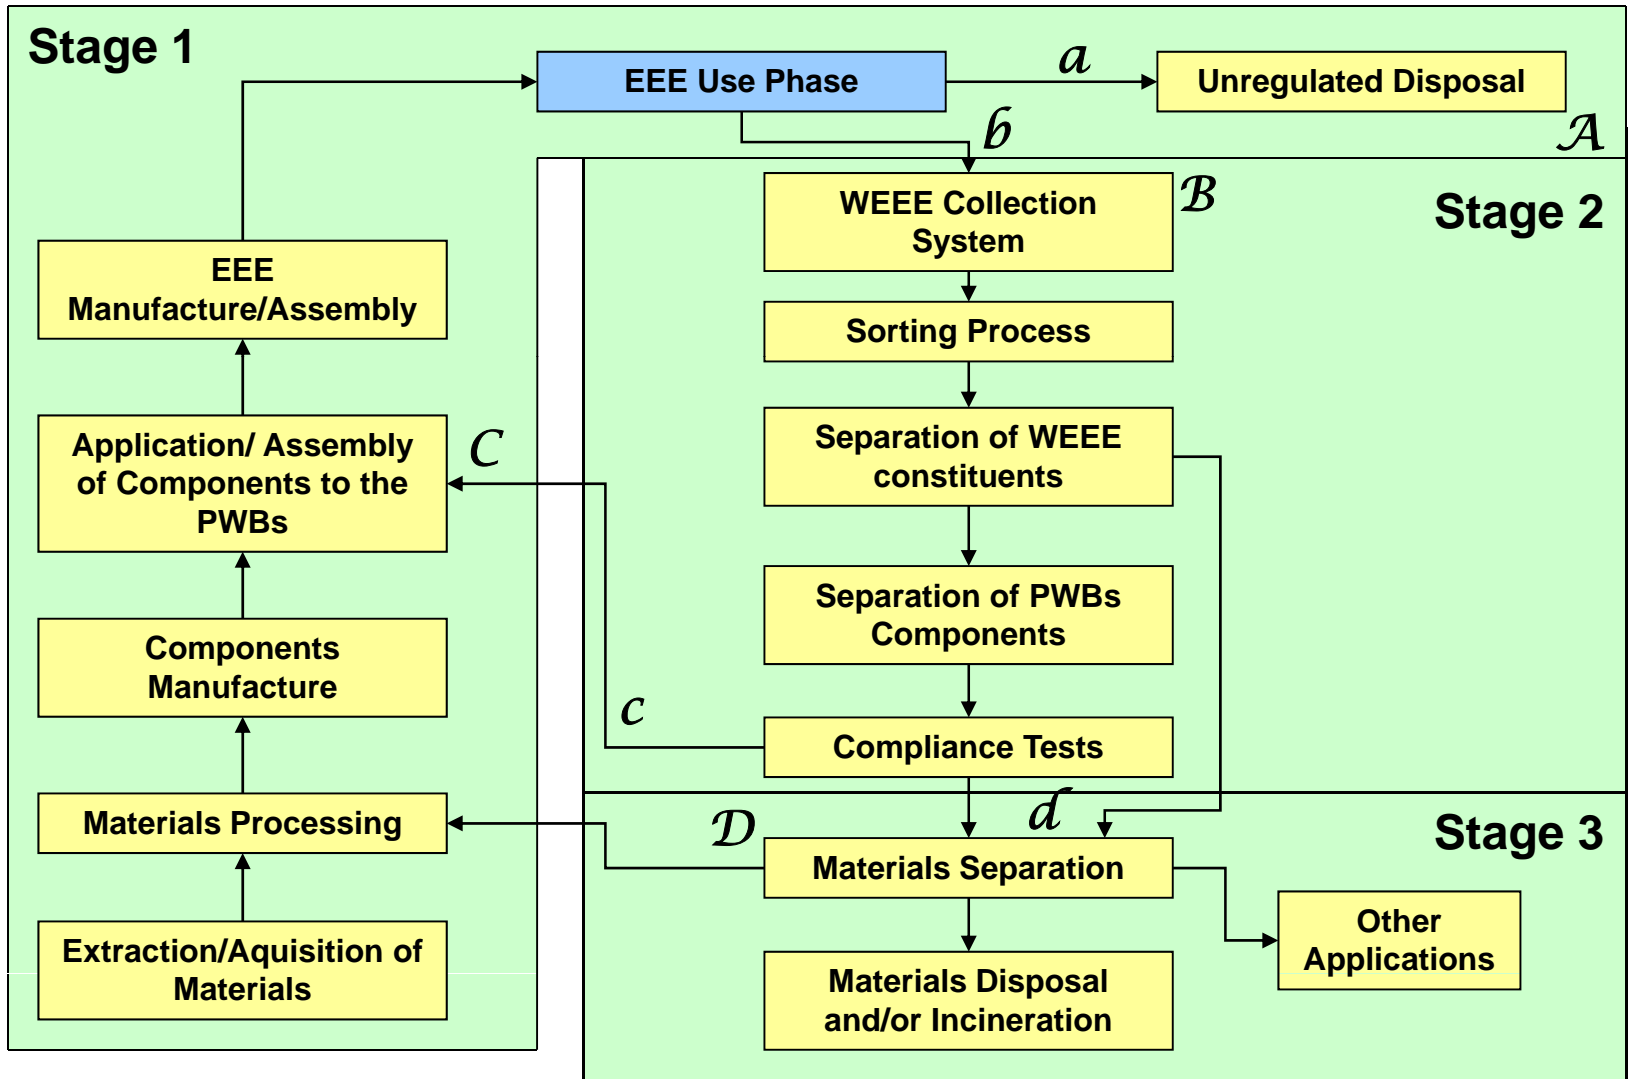 Stage 1
EEE Use Phase
a
Unregulated Disposal
A
b
WEEE Collection
System
B
Stage 2
EEE
Manufacture/Assembly
Sorting Process
Application/ Assembly
of Components to the
PWBs
C
Separation of WEEE
constituents
Separation of PWBs
Components
Components
Manufacture
c
Compliance Tests
Materials Processing
D
d
Stage 3
Materials Separation
Other
Applications
Extraction/Aquisition of
Materials
Materials Disposal
and/or Incineration